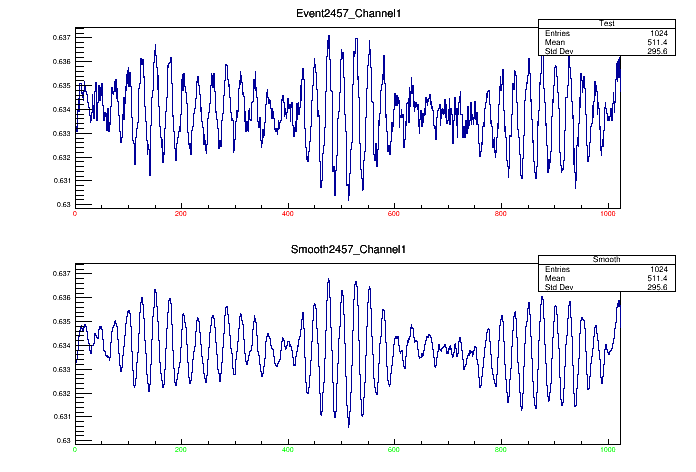 Event2457_Channel1
Test
Entries 1024
Mean 511.4
Std Dev 295.6
0.637
0.636
0.635
0.634
0.633
0.632
0.631
0.63
0 200 400 600 800 1000
Smooth2457_Channel1
Smooth
Entries 1024
Mean 511.4
Std Dev 295.6
0.637
0.636
0.635
0.634
0.633
0.632
0.631
0.63
0 200 400 600 800 1000